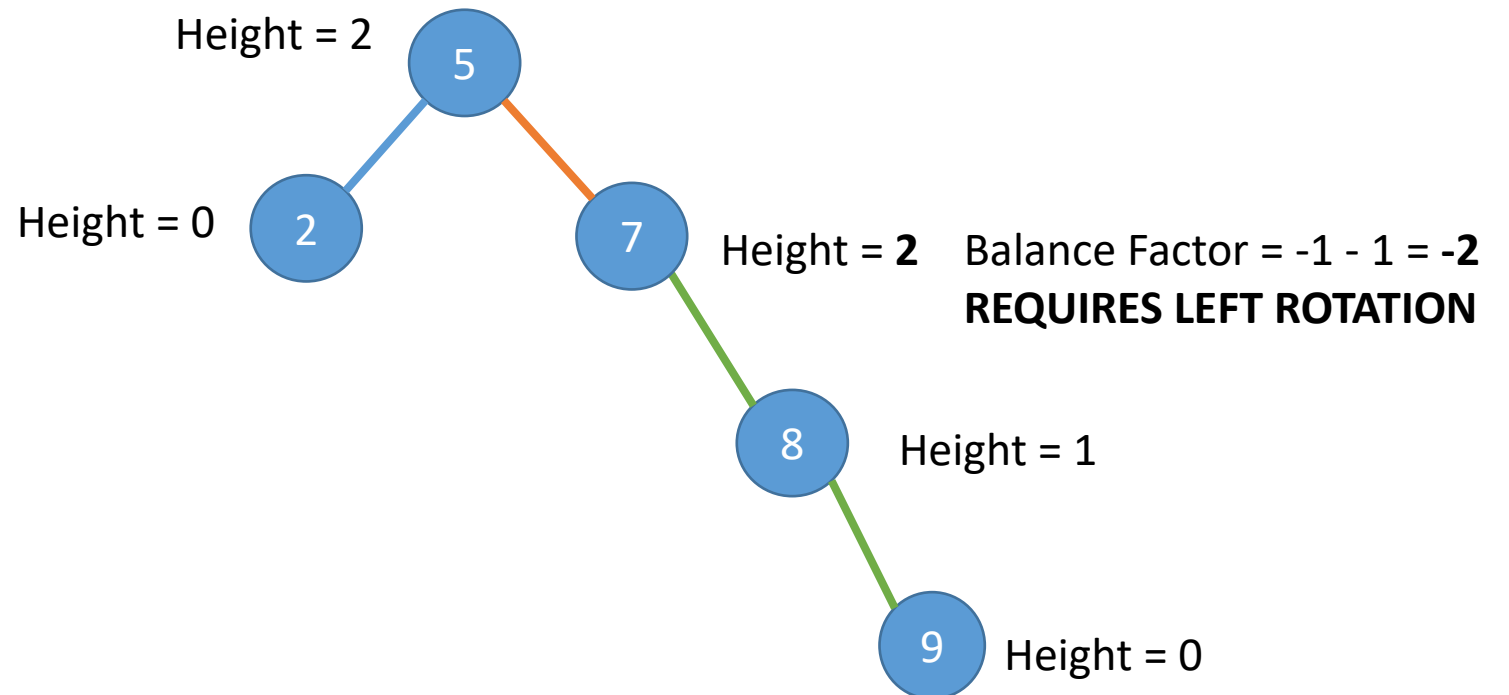 Height = 2
5
Height = 0
2
7
Height = 2 Balance Factor = -1 - 1 = -2
REQUIRES LEFT ROTATION
8
Height = 1
9
Height = 0